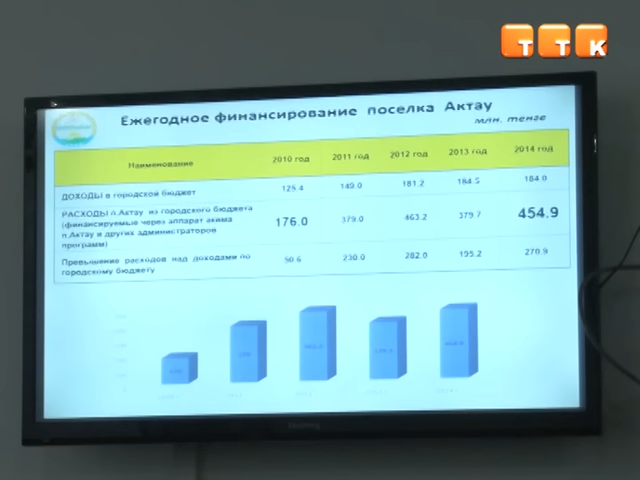 ТТК
Ежегодное финансирование поселка Актау
млн. тенге
Наименование 2010 год 2011 год 2012 год 2013 год 2014 год
ДОХОДЫ в городской бюджет 125.4 149.0 181.2 184.5 184.0
РАСХОДЫ п.Актау из городского бюджета
(финансируемые через аппарат акима
п.Актау и других администраторов
программ) 176.0 379.0 463.2 379.7 454.9
Превышение расходов над доходами по
городскому бюджету 50.6 230.0 282.0 195.2 270.9